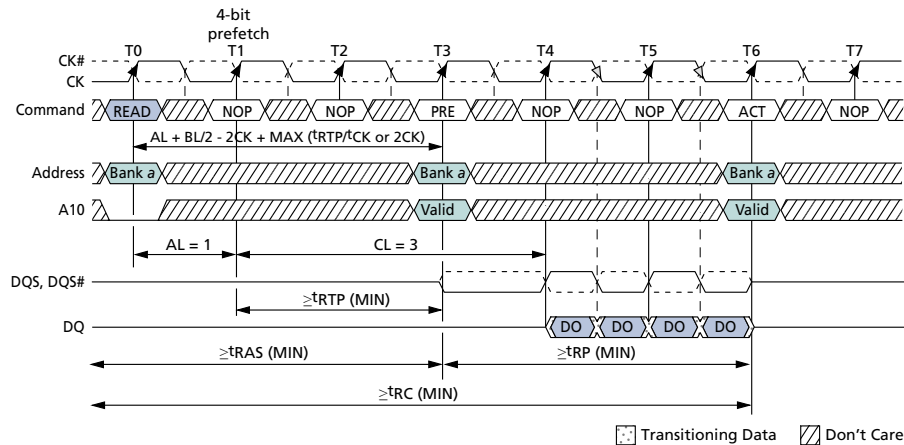 4-bit
prefetch
T0 T1 T2 T3 T4 T5 T6 T7
CK#
CK
Command READ NOP NOP PRE NOP NOP ACT NOP
AL + BL/2 - 2CK + MAX (tRTP/tCK or 2CK)
Address Bank a Bank a Bank a
A10 Valid Valid
AL = 1 CL = 3
DQS, DQS#
≥tRTP (MIN)
DQ DO DO DO DO
≥tRAS (MIN) ≥tRP (MIN)
≥tRC (MIN)
Transitioning Data Don't Care